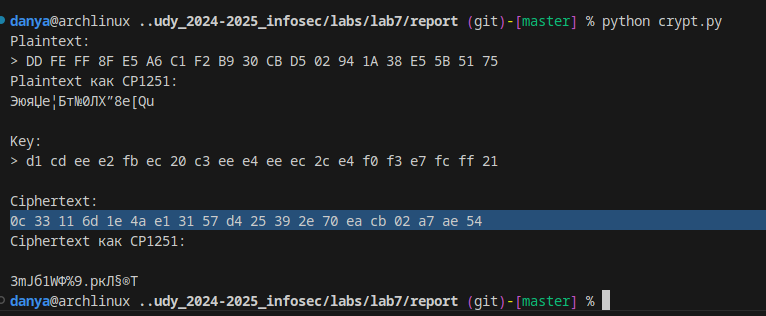 danya@archlinux ..udy_2024-2025_infosec/labs/lab7/report (git)-[master] % python crypt.py
Plaintext:
> DD FE FF 8F E5 A6 C1 F2 B9 30 CB D5 02 94 1A 38 E5 5B 51 75
Plaintext как CP1251:
ЭюяЏе¦Бт№0ЛХ”8е[Qu

Key:
> d1 cd ee e2 fb ec 20 c3 ee e4 ee ec 2c e4 f0 f3 e7 fc ff 21

Ciphertext:
0c 33 11 6d 1e 4a e1 31 57 d4 25 39 2e 70 ea cb 02 a7 ae 54
Ciphertext как CP1251:

3mJб1WФ%9.pкЛ§®T
danya@archlinux ..udy_2024-2025_infosec/labs/lab7/report (git)-[master] %